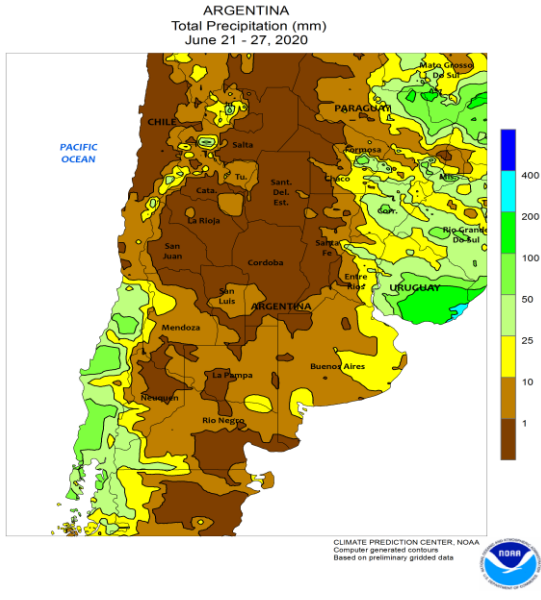 ARGENTINA
Total Precipitation (mm)
June 21 - 27, 2020
Mato Grosso
Do Sul
PARAGUAY
CHILE
PACIFIC
OCEAN
Salta
Formosa
Tu.
Chaco
Mis.
Cata.
Sant.
Del.
Est.
Corr.
La Rioja
Rio Grande
Do Sul
San
Juan
Santa
Fe
Cordoba
Entre
Rios
URUGUAY
San
Luis
ARGENTINA
Mendoza
La Pampa
Buenos Aires
Neuquen
Rio Negro
400
200
100
50
25
10
1
CLIMATE PREDICTION CENTER, NOAA
Computer generated contours
Based on preliminary gridded data
NOAA